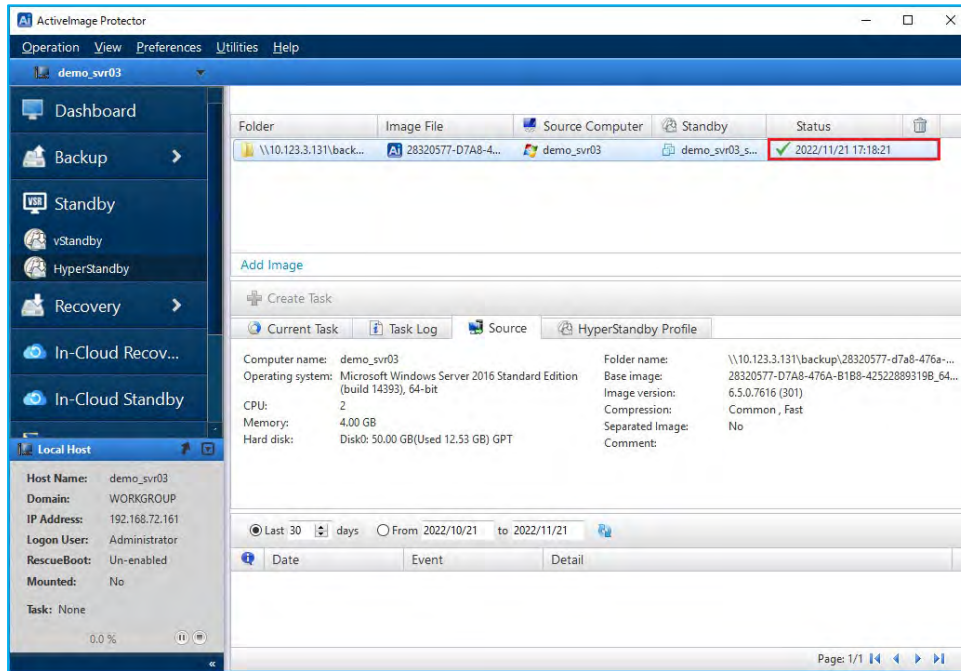 ActiveImage Protector
Operation View Preferences Utilities Help
demo_svr03
Dashboard
Backup
Standby
vStandby
HyperStandby
Recovery
In-Cloud Recov...
In-Cloud Standby
Local Host
Host Name: demo_svr03
Domain: WORKGROUP
IP Address: 192.168.72.161
Logon User: Administrator
RescueBoot: Un-enabled
Mounted: No
Task: None
0.0 %
Folder Image File Source Computer Standby Status
\\10.123.3.131\back... 28320577-D7A8-4... demo_svr03 demo_svr03_s... 2022/11/21 17:18:21
Add Image
Create Task
Current Task Task Log Source HyperStandby Profile
Computer name: demo_svr03
Operating system: Microsoft Windows Server 2016 Standard Edition
(build 14393), 64-bit
CPU: 2
Memory: 4.00 GB
Hard disk: Disk0: 50.00 GB(Used 12.53 GB) GPT
Folder name: \\10.123.3.131\backup\28320577-d7a8-476a-...
Base image: 28320577-D7A8-476A-B1B8-42522889319B_64...
Image version: 6.5.0.7616 (301)
Compression: Common , Fast
Separated Image: No
Comment:
Last 30 days From 2022/10/21 to 2022/11/21
Date Event Detail
Page: 1/1